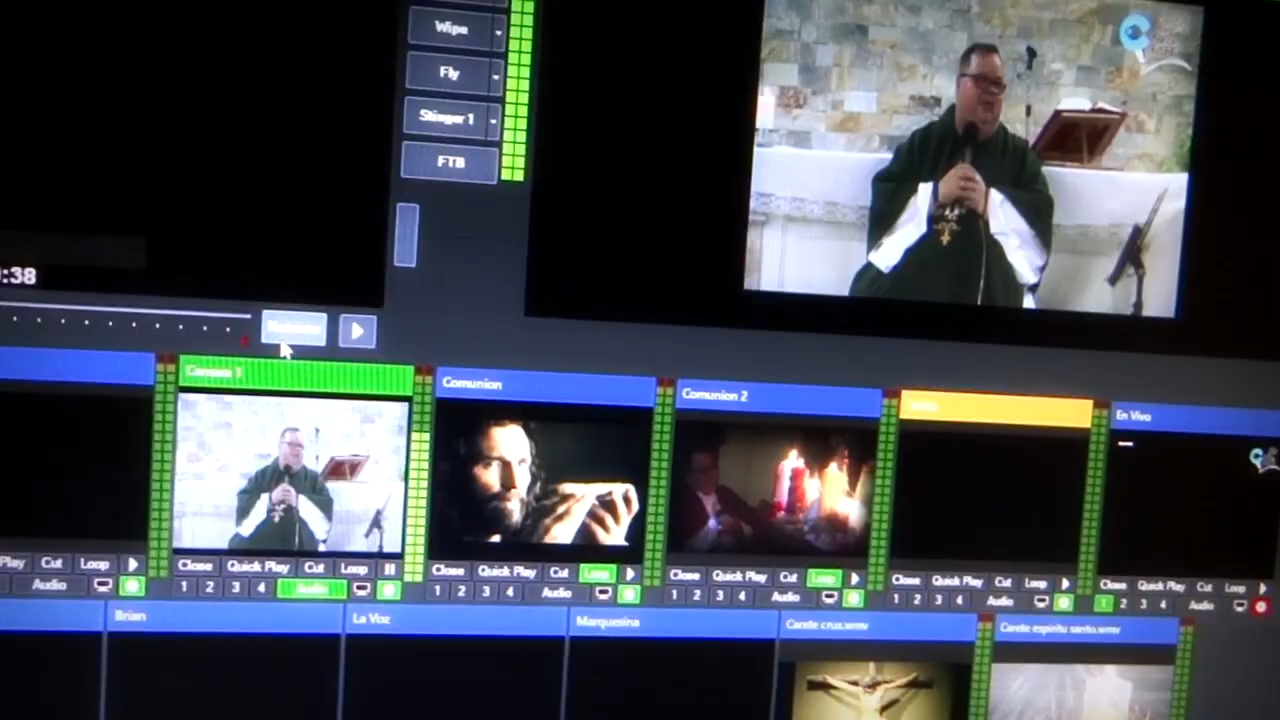 Wipe
Fly
Stinger 1
FTB
:38
Camara 1
Comunion
Comunion 2
En Vivo
Play Cut Loop
Close Quick Play Cut Loop
Close Quick Play Cut Loop
Close Quick Play Cut Loop
Close Quick Play Cut Loop
Close Quick Play Cut Loop
Audio
1 2 3 4 Audio
1 2 3 4 Audio
1 2 3 4 Audio
1 2 3 4 Audio
1 2 3 4 Audio
Brian
La Voz
Marquesina
Carete cruz.wmv
Carete espiritu santo.wmv